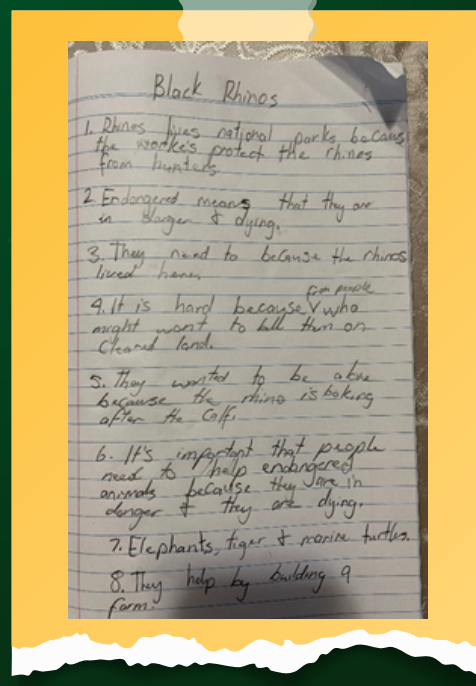 Black Rhinos
1. Rhinos lives national parks becaus
the worke's protect the rhines
from hunters.
2 Endangered means that they are
in danger & dying.
3. They need to because the rhinos
lived here.
from people
4. It is hard because V who
might want to kill them on
Cleared land.
5. They wanted to be alone
because the rhino is looking
after the Calf.
6. It's important that people
need to help endangered
animals because they are in
danger & they are dying.
7. Elephants, tiger & marine turtles.
8. They help by building a
farm.